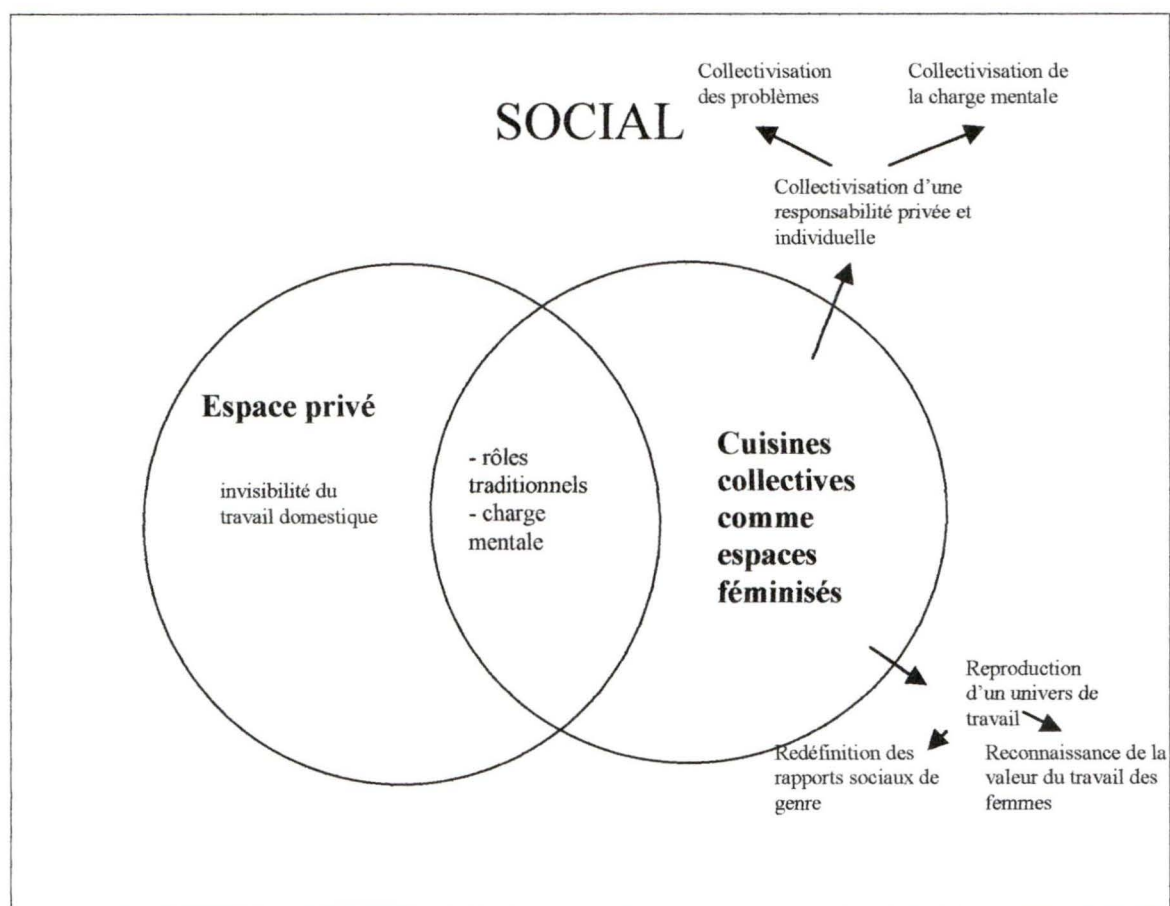 Collectivisation
des problèmes
Collectivisation de
la charge mentale
SOCIAL
Collectivisation d'une
responsabilité privée et
individuelle
Espace privé
invisibilité du
travail domestique
- rôles
traditionnels
- charge
mentale
Cuisines
collectives
comme
espaces
féminisés
Reproduction
d'un univers de
travail
Redéfinition des
rapports sociaux de
genre
Reconnaissance de la
valeur du travail des
femmes